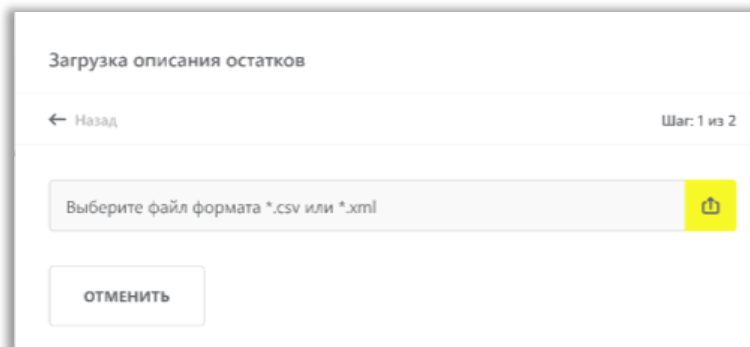 Загрузка описания остатков
← Назад
Шаг: 1 из 2
Выберите файл формата *.csv или *.xml
ОТМЕНИТЬ